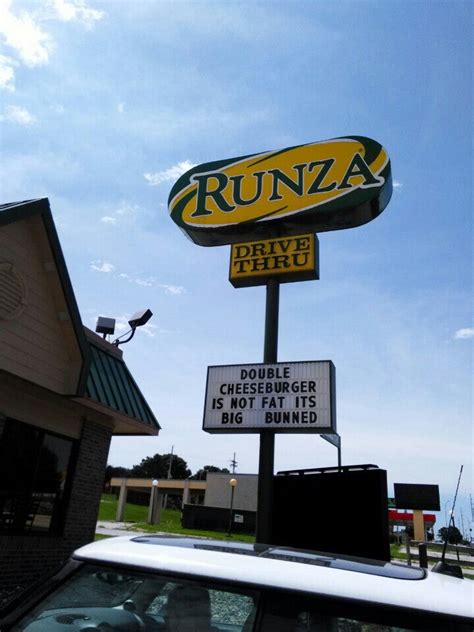 RUNZA
DRIVE
THRU
DOUBLE
CHEESEBURGER
IS NOT FAT ITS
BIG BUNNED